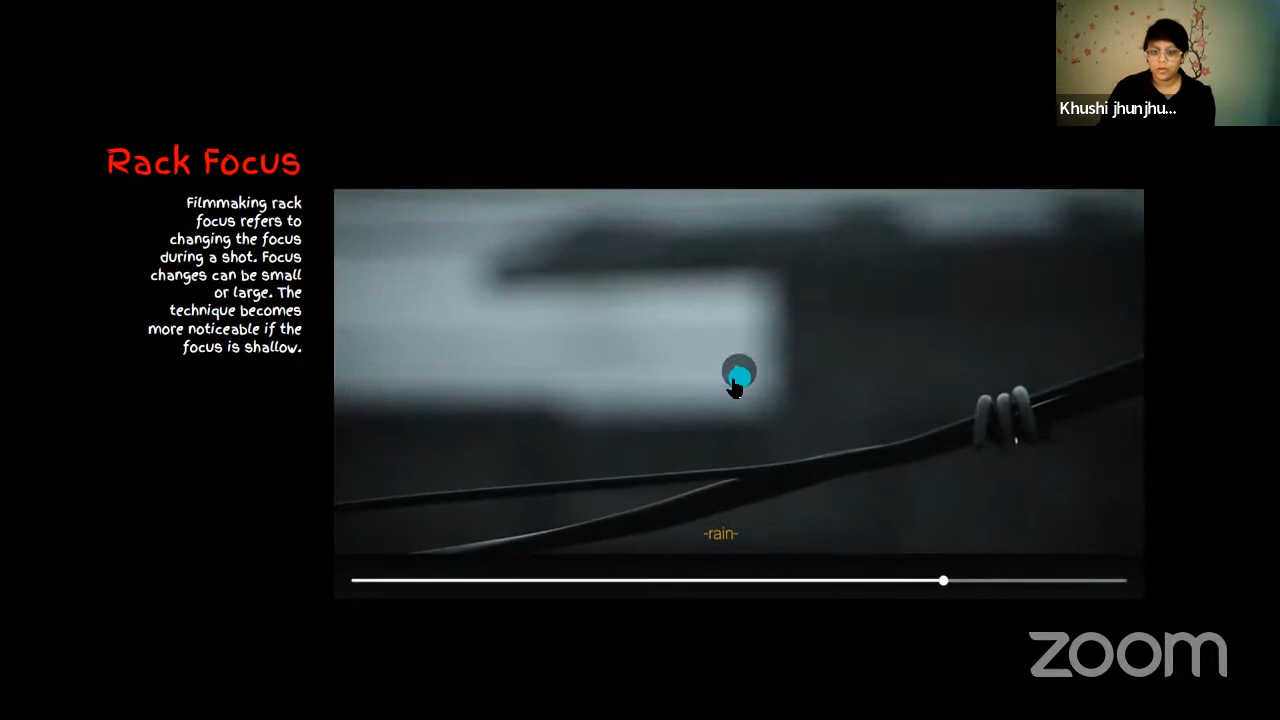 Khushi jhunjhu...
Rack Focus
Filmmaking rack
focus refers to
changing the focus
during a shot. Focus
changes can be small
or large. The
technique becomes
more noticeable if the
focus is shallow.
-rain-
zoom